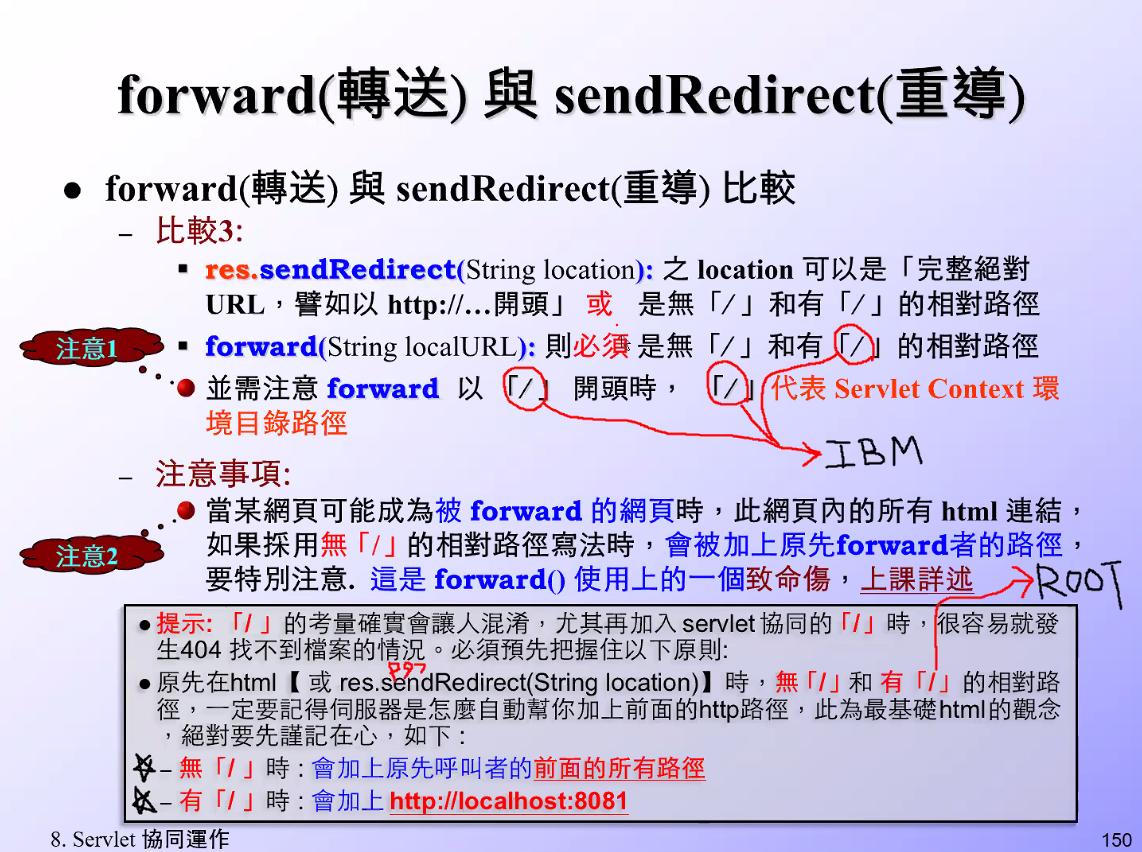 forward(轉送) 與 sendRedirect(重導)
● forward(轉送) 與 sendRedirect(重導) 比較
– 比較3:
▪ res.sendRedirect(String location): 之 location 可以是「完整絕對
URL,譬如以 http://…開頭」 或 是無「/」和有「/」的相對路徑
注意1
▪ forward(String localURL): 則必須 是無「/」和有「/」的相對路徑
並需注意 forward 以 「/」 開頭時, 「/」代表 Servlet Context 環
境目錄路徑
IBM
– 注意事項:
當某網頁可能成為被 forward 的網頁時,此網頁內的所有 html 連結,
注意2
如果採用無「/」的相對路徑寫法時,會被加上原先forward者的路徑,
要特別注意. 這是 forward() 使用上的一個致命傷,上課詳述
ROOT
●提示: 「/ 」的考量確實會讓人混淆,尤其再加入 servlet 協同的「/」時,很容易就發
生404 找不到檔案的情況。必須預先把握住以下原則:
●原先在html【 或 res.sendRedirect(String location)】時,無「/」和 有「/」的相對路
徑,一定要記得伺服器是怎麼自動幫你加上前面的http路徑,此為最基礎html的觀念
,絕對要先謹記在心,如下 :
– 無「/ 」時 : 會加上原先呼叫者的前面的所有路徑
– 有「/ 」時 : 會加上 http://localhost:8081
8. Servlet 協同運作
150